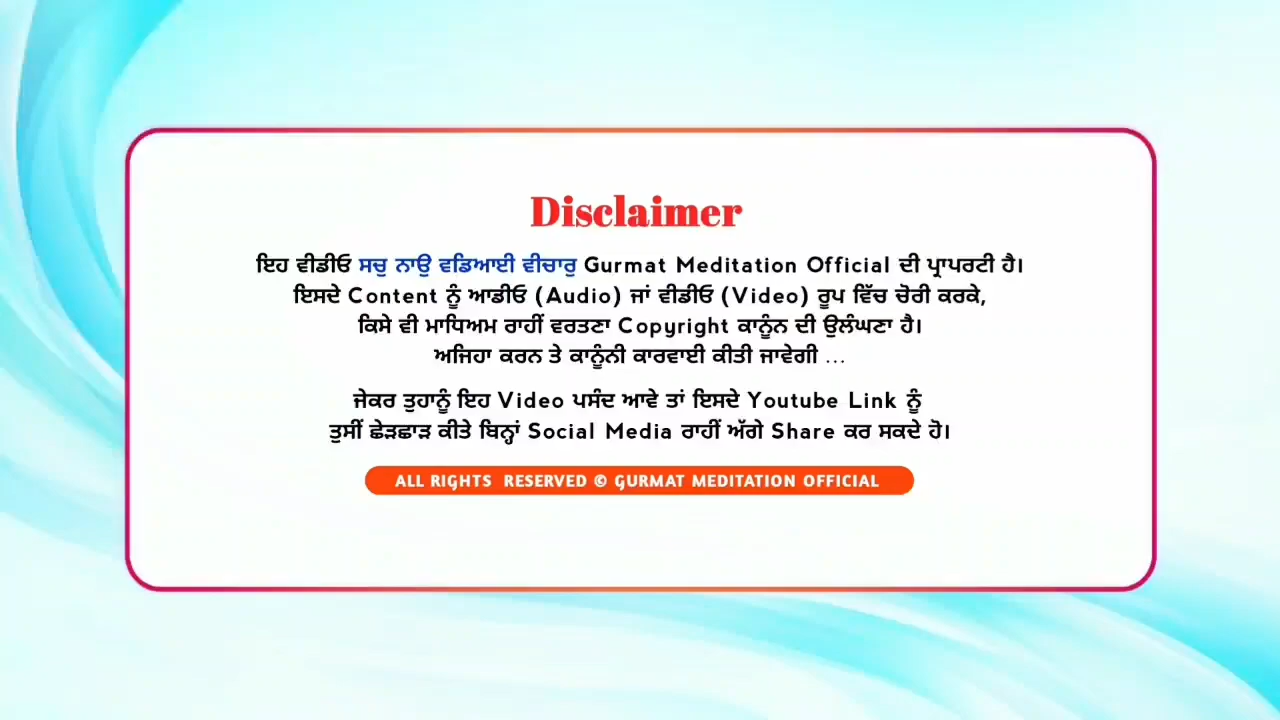 Disclaimer
ਇਹ ਵੀਡੀਓ ਸਚੁ ਨਾਉ ਵਡਿਆਈ ਵੀਚਾਰੁ Gurmat Meditation Official ਦੀ ਪ੍ਰਾਪਰਟੀ ਹੈ।
ਇਸਦੇ Content ਨੂੰ ਆਡੀਓ (Audio) ਜਾਂ ਵੀਡੀਓ (Video) ਰੂਪ ਵਿੱਚ ਚੋਰੀ ਕਰਕੇ,
ਕਿਸੇ ਵੀ ਮਾਧਿਅਮ ਰਾਹੀਂ ਵਰਤਣਾ Copyright ਕਾਨੂੰਨ ਦੀ ਉਲੰਘਣਾ ਹੈ।
ਅਜਿਹਾ ਕਰਨ ਤੇ ਕਾਨੂੰਨੀ ਕਾਰਵਾਈ ਕੀਤੀ ਜਾਵੇਗੀ ...
ਜੇਕਰ ਤੁਹਾਨੂੰ ਇਹ Video ਪਸੰਦ ਆਵੇ ਤਾਂ ਇਸਦੇ Youtube Link ਨੂੰ
ਤੁਸੀਂ ਛੇੜਛਾੜ ਕੀਤੇ ਬਿਨ੍ਹਾਂ Social Media ਰਾਹੀਂ ਅੱਗੇ Share ਕਰ ਸਕਦੇ ਹੋ।
ALL RIGHTS RESERVED © GURMAT MEDITATION OFFICIAL